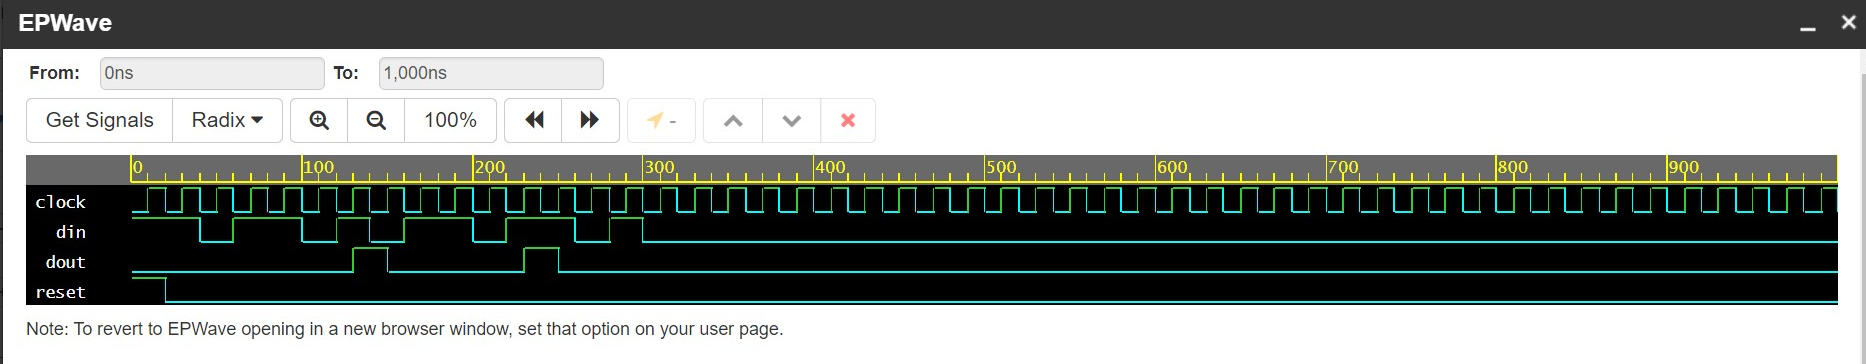 EPWave
From: 0ns To: 1,000ns
Get Signals Radix 100% -
0 100 200 300 400 500 600 700 800 900
clock
din
dout
reset
Note: To revert to EPWave opening in a new browser window, set that option on your user page.